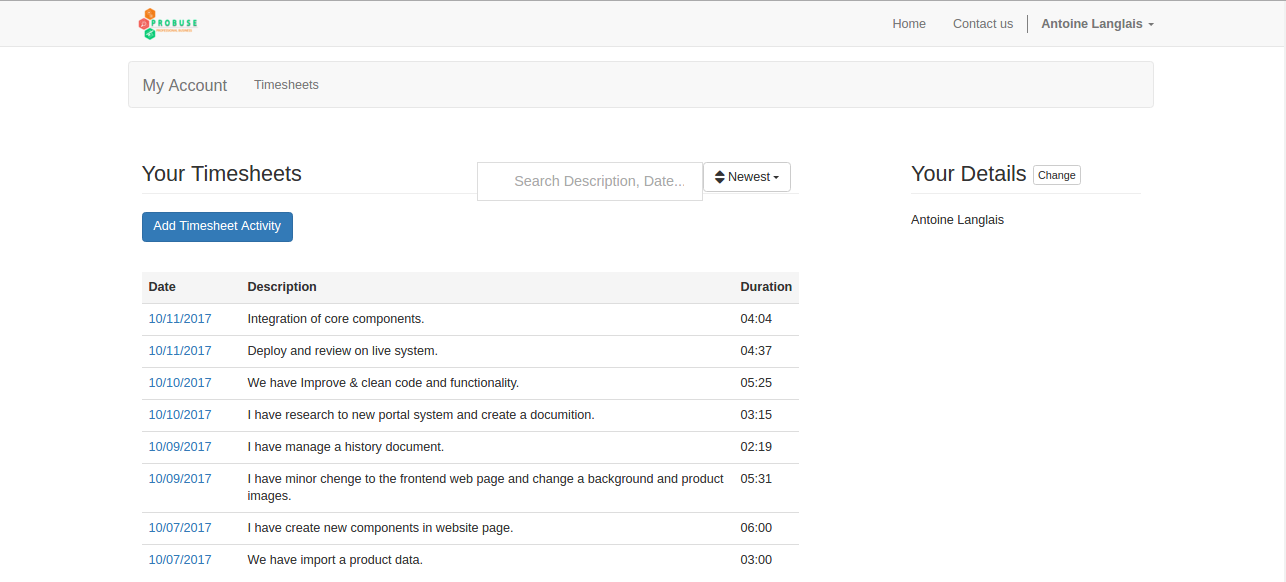 PROBUSE
Home Contact us Antoine Langlais
My Account Timesheets
Your Timesheets
Search Description, Date...
Newest
Your Details Change
Add Timesheet Activity
Antoine Langlais
Date Description Duration
10/11/2017 Integration of core components. 04:04
10/11/2017 Deploy and review on live system. 04:37
10/10/2017 We have Improve & clean code and functionality. 05:25
10/10/2017 I have research to new portal system and create a documition. 03:15
10/09/2017 I have manage a history document. 02:19
10/09/2017 I have minor chenge to the frontend web page and change a background and product 05:31
images.
10/07/2017 I have create new components in website page. 06:00
10/07/2017 We have import a product data. 03:00